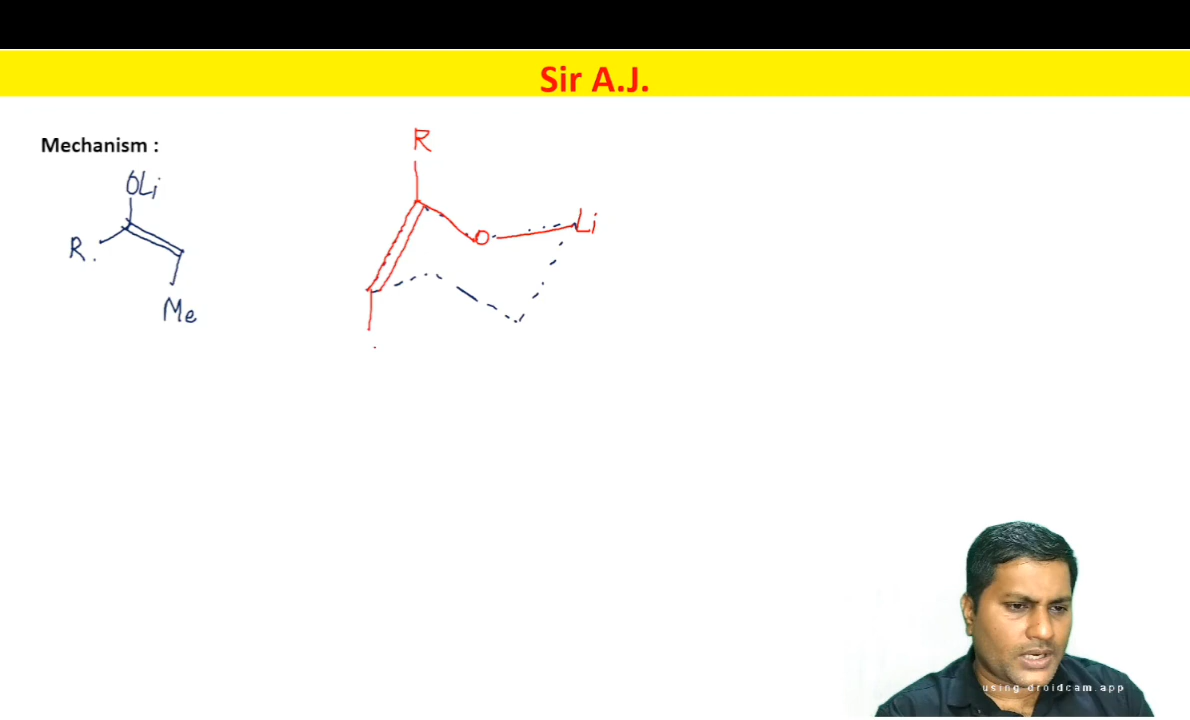 Sir A.J.
Mechanism :
OLi
R
Me
R
O
Li
using droidcam.app